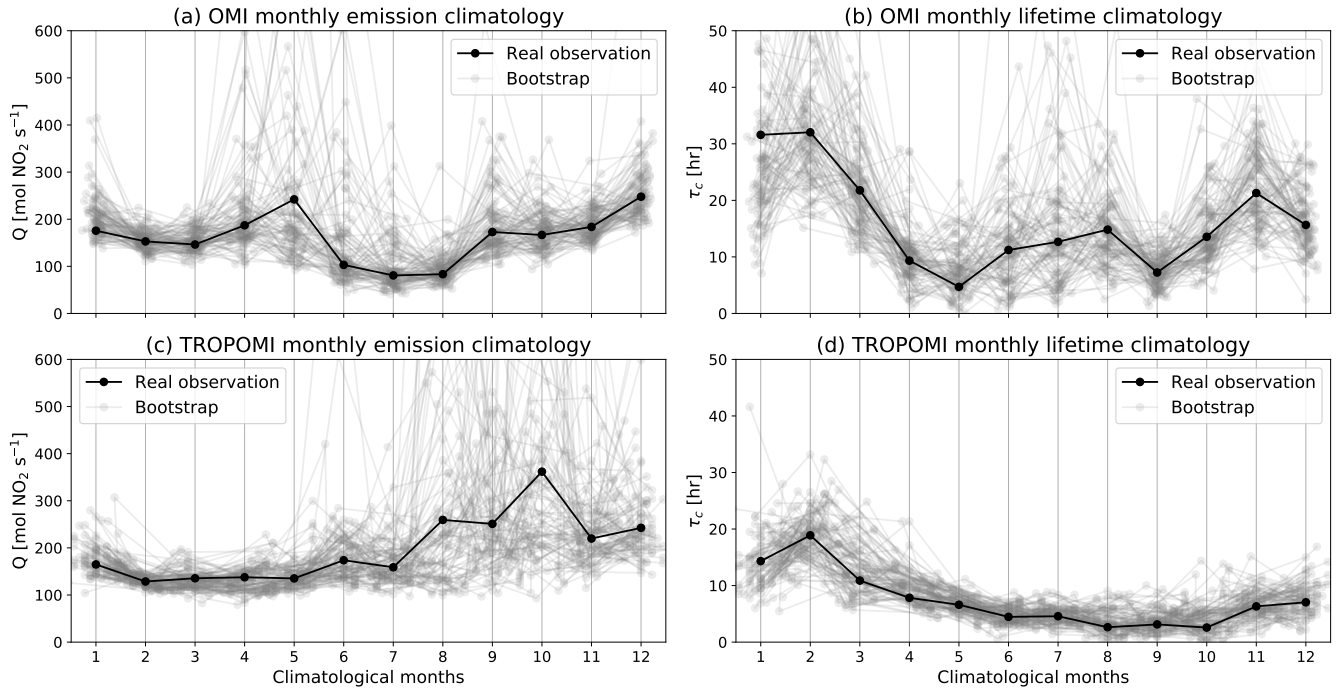 (a) OMI monthly emission climatology
600
500
400
300
200
100
0
Q [mol NO₂ s⁻¹]
Real observation
Bootstrap
(b) OMI monthly lifetime climatology
50
40
30
20
10
0
τc [hr]
Real observation
Bootstrap
(c) TROPOMI monthly emission climatology
600
500
400
300
200
100
0
Q [mol NO₂ s⁻¹]
Real observation
Bootstrap
1 2 3 4 5 6 7 8 9 10 11 12
Climatological months
(d) TROPOMI monthly lifetime climatology
50
40
30
20
10
0
τc [hr]
Real observation
Bootstrap
1 2 3 4 5 6 7 8 9 10 11 12
Climatological months